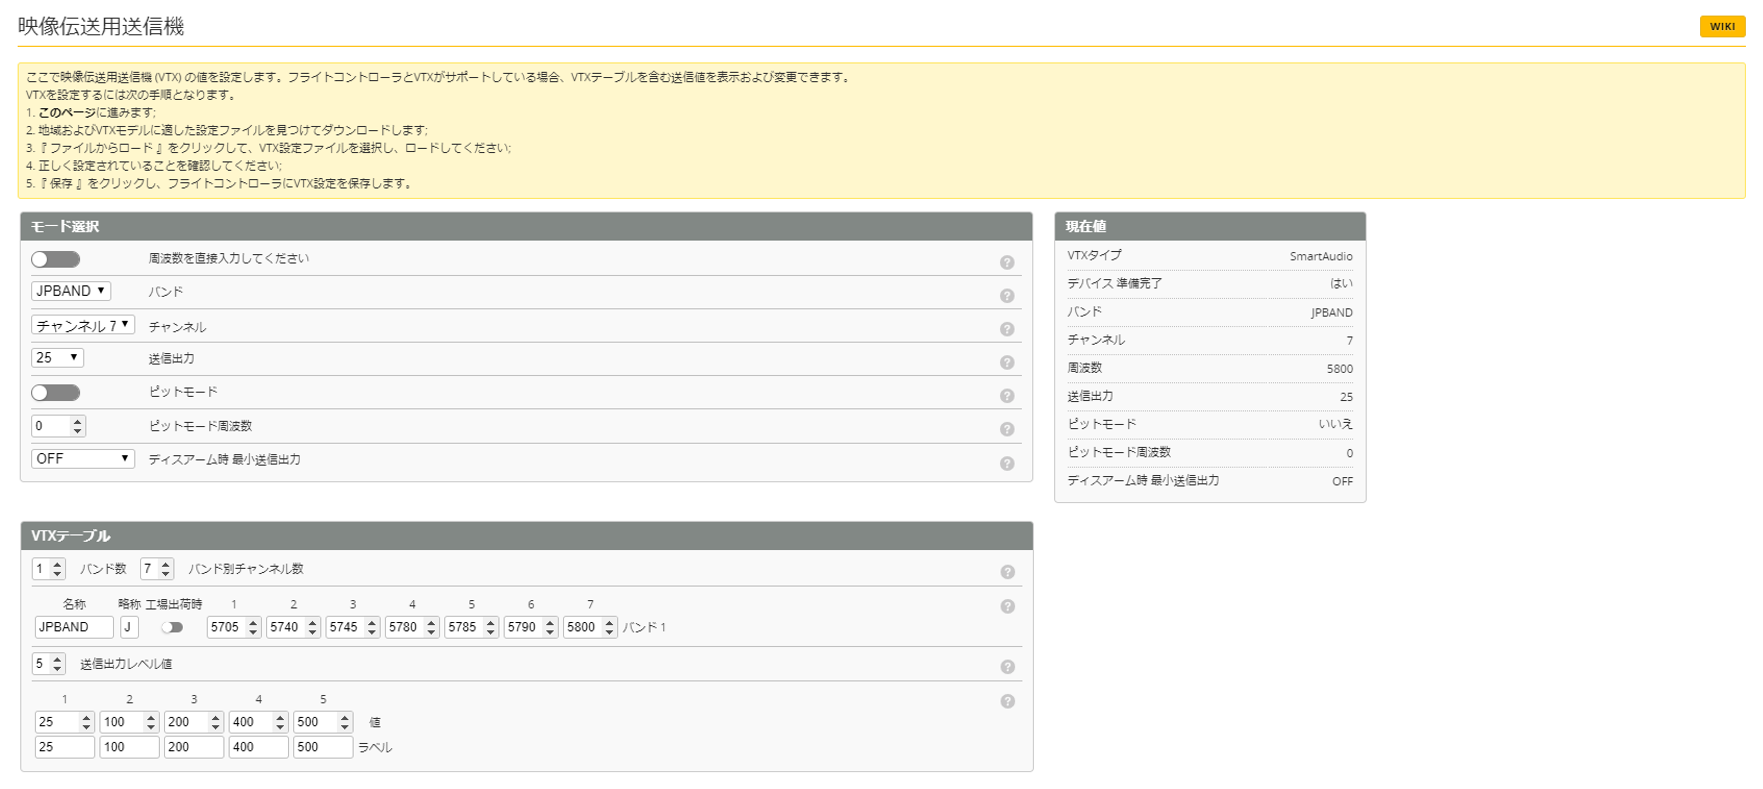 映像伝送用送信機
WIKI
ここで映像伝送用送信機 (VTX) の値を設定します。フライトコントローラとVTXがサポートしている場合、VTXテーブルを含む送信値を表示および変更できます。
VTXを設定するには次の手順となります。
1. このページに進みます;
2. 地域およびVTXモデルに適した設定ファイルを見つけてダウンロードします;
3.『 ファイルからロード 』をクリックして、VTX設定ファイルを選択し、ロードしてください;
4. 正しく設定されていることを確認してください;
5.『 保存 』をクリックし、フライトコントローラにVTX設定を保存します。
モード選択
周波数を直接入力してください ?
JPBAND バンド ?
チャンネル 7 チャンネル ?
25 送信出力 ?
ピットモード ?
0 ピットモード周波数 ?
OFF ディスアーム時 最小送信出力 ?
現在値
VTXタイプ SmartAudio
デバイス 準備完了 はい
バンド JPBAND
チャンネル 7
周波数 5800
送信出力 25
ピットモード いいえ
ピットモード周波数 0
ディスアーム時 最小送信出力 OFF
VTXテーブル
1 バンド数 7 バンド別チャンネル数 ?
名称 略称 工場出荷時 1 2 3 4 5 6 7 ?
JPBAND J 5705 5740 5745 5780 5785 5790 5800 バンド 1
5 送信出力レベル値 ?
1 2 3 4 5 ?
25 100 200 400 500 値
25 100 200 400 500 ラベル